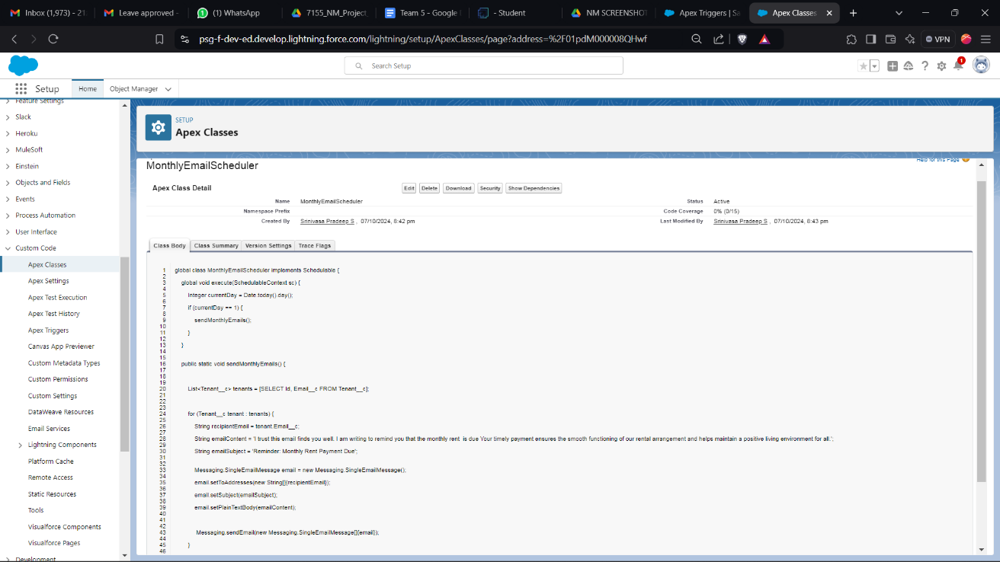 Inbox (1,973) - 21
Leave approved -
(1) WhatsApp
7155_NM_Project
Team 5 - Google
- Student
NM SCREENSHOT
Apex Triggers | Sa
Apex Classes
psg-f-dev-ed.develop.lightning.force.com/lightning/setup/ApexClasses/page?address=%2F01pdM000008QHwf
VPN
Search Setup
1
Setup
Home
Object Manager
Feature Settings
Slack
Heroku
MuleSoft
Einstein
Objects and Fields
Events
Process Automation
User Interface
Custom Code
Apex Classes
Apex Settings
Apex Test Execution
Apex Test History
Apex Triggers
Canvas App Previewer
Custom Metadata Types
Custom Permissions
Custom Settings
DataWeave Resources
Email Services
Lightning Components
Platform Cache
Remote Access
Static Resources
Tools
Visualforce Components
Visualforce Pages
Development
SETUP
Apex Classes
MonthlyEmailScheduler
Help for this Page
Apex Class Detail
Edit Delete Download Security Show Dependencies
Name MonthlyEmailScheduler Status Active
Namespace Prefix Code Coverage 0% (0/15)
Created By Srinivasa Pradeep S , 07/10/2024, 8:42 pm Last Modified By Srinivasa Pradeep S , 07/10/2024, 8:43 pm
Class Body Class Summary Version Settings Trace Flags
1 global class MonthlyEmailScheduler implements Schedulable {
2
3 global void execute(SchedulableContext sc) {
4
5 Integer currentDay = Date.today().day();
6
7 if (currentDay == 1) {
8
9 sendMonthlyEmails();
10
11 }
12
13 }
14
15
16 public static void sendMonthlyEmails() {
17
18
19
20 List<Tenant__c> tenants = [SELECT Id, Email__c FROM Tenant__c];
21
22
23
24 for (Tenant__c tenant : tenants) {
25
26 String recipientEmail = tenant.Email__c;
27
28 String emailContent = 'I trust this email finds you well. I am writing to remind you that the monthly rent is due Your timely payment ensures the smooth functioning of our rental arrangement and helps maintain a positive living environment for all.';
29
30 String emailSubject = 'Reminder: Monthly Rent Payment Due';
31
32
33 Messaging.SingleEmailMessage email = new Messaging.SingleEmailMessage();
34
35 email.setToAddresses(new String[]{recipientEmail});
36
37 email.setSubject(emailSubject);
38
39 email.setPlainTextBody(emailContent);
40
41
42
43 Messaging.sendEmail(new Messaging.SingleEmailMessage[]{email});
44
45 }
46